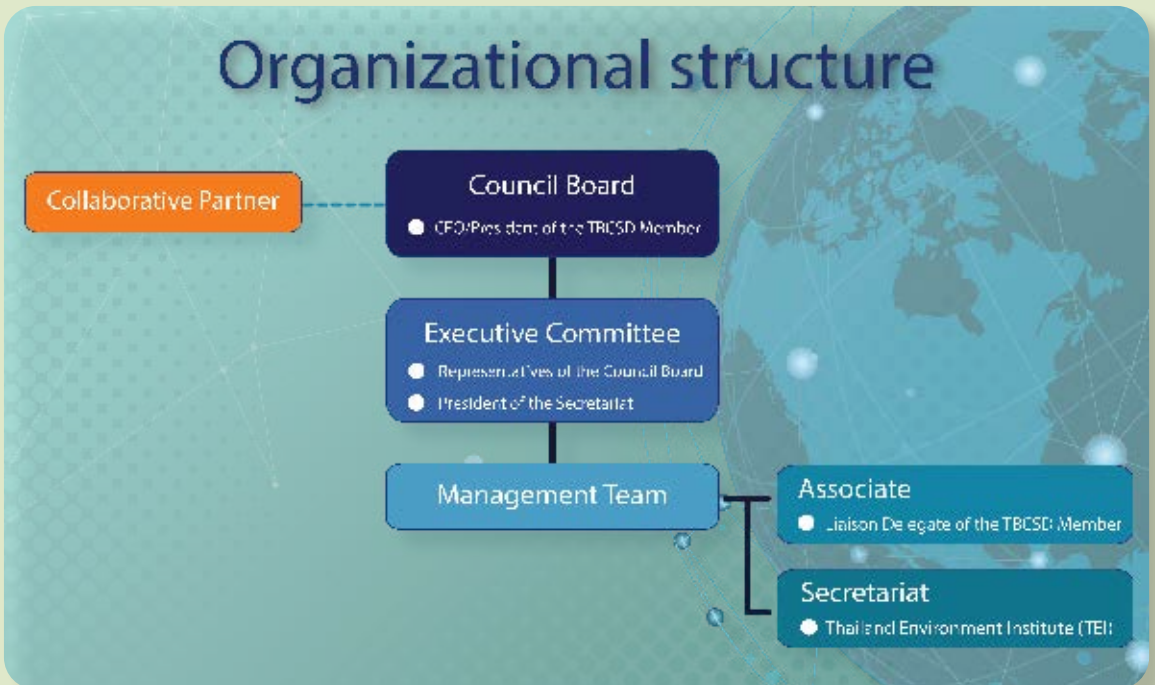 Organizational structure
Collaborative Partner
Council Board
CEO/President of the TBCSD Member
Executive Committee
Representatives of the Council Board
President of the Secretariat
Management Team
Associate
Liaison Delegate of the TBCSD Member
Secretariat
Thailand Environment Institute (TEI)